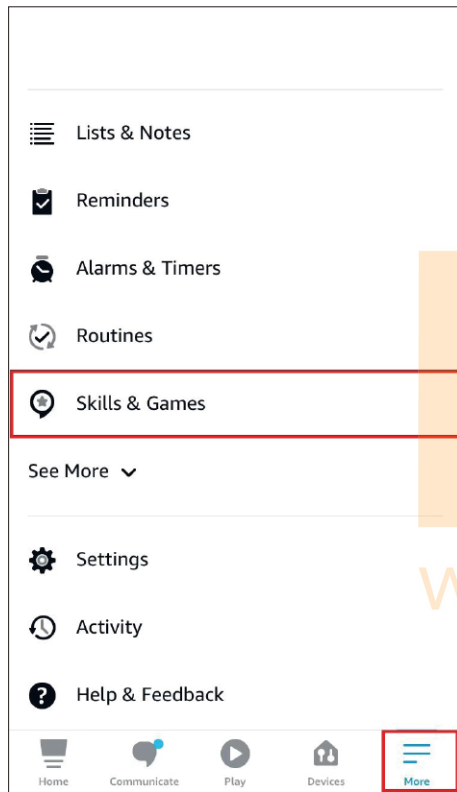 Lists & Notes
Reminders
Alarms & Timers
Routines
Skills & Games
See More
Settings
Activity
Help & Feedback
Home Communicate Play Devices More